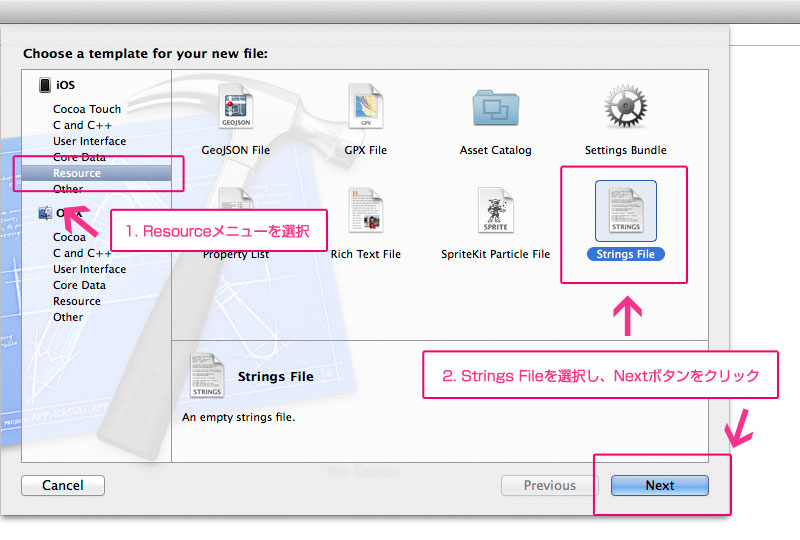 Choose a template for your new file:
iOS
Cocoa Touch
C and C++
User Interface
Core Data
Resource
Other
Cocoa
C and C++
User Interface
Core Data
Resource
Other
GEOJSON
GeoJSON File
GPX
GPX File
Asset Catalog
Settings Bundle
Property List
Rich Text File
SPRITE
SpriteKit Particle File
STRINGS
Strings File
1. Resourceメニューを選択
2. Strings Fileを選択し、Nextボタンをクリック
STRINGS
Strings File
An empty strings file.
No Editor
Cancel
Previous
Next